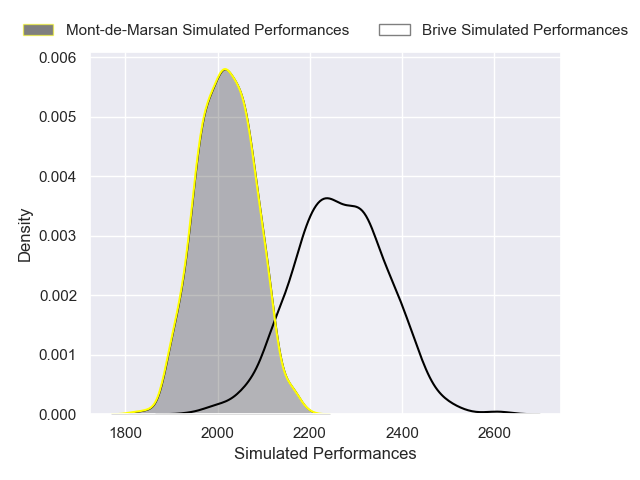 Mont-de-Marsan Simulated Performances
Brive Simulated Performances
0.006
0.005
0.004
0.003
0.002
0.001
0.000
Density
1800 2000 2200 2400 2600
Simulated Performances